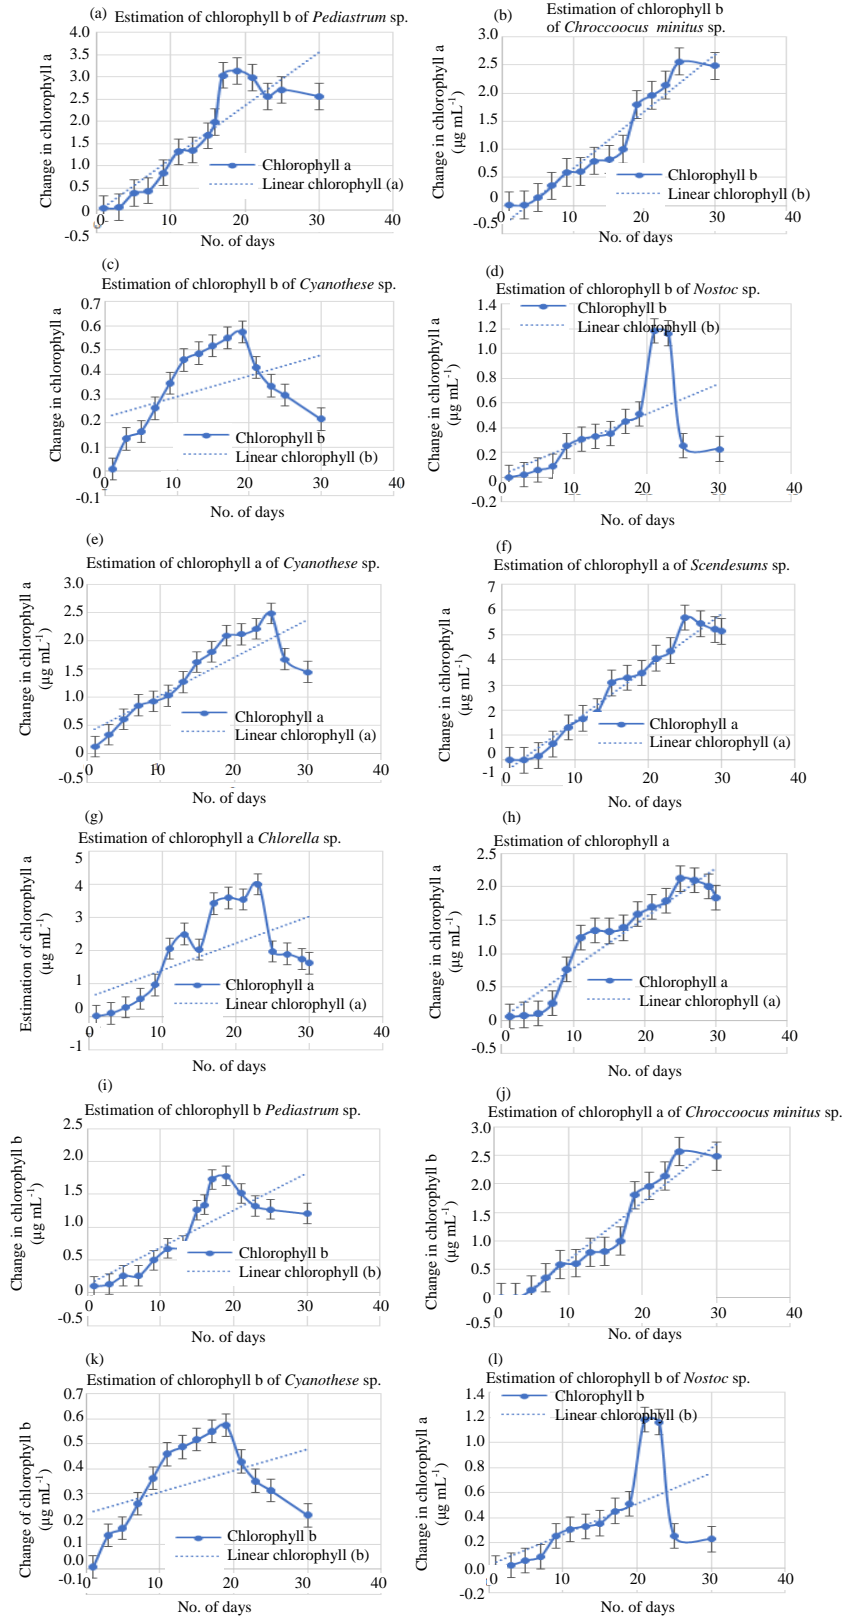 (a)
Estimation of chlorophyll b of Pediastrum sp.
4.0
3.5
3.0
2.5
2.0
1.5
1.0
0.5
0
-0.5
Change in chlorophyll a
Chlorophyll a
Linear chlorophyll (a)
0 10 20 30 40
No. of days
(b)
Estimation of chlorophyll b
of Chroccoocus minitus sp.
3.0
2.5
2.0
1.5
1.0
0.5
0
-0.5
Change in chlorophyll a
(µg mL-1)
Chlorophyll b
Linear chlorophyll (b)
0 10 20 30 40
No. of days
(c)
Estimation of chlorophyll b of Cyanothese sp.
0.7
0.6
0.5
0.4
0.3
0.2
0.1
0
-0.1
Change in chlorophyll a
Chlorophyll b
Linear chlorophyll (b)
0 10 20 30 40
No. of days
(d)
Estimation of chlorophyll b of Nostoc sp.
1.4
1.2
1.0
0.8
0.6
0.4
0.2
0
-0.2
Change in chlorophyll a
(µg mL-1)
Chlorophyll b
Linear chlorophyll (b)
0 10 20 30 40
No. of days
(e)
Estimation of chlorophyll a of Cyanothese sp.
3.0
2.5
2.0
1.5
1.0
0.5
0
-0.5
Change in chlorophyll a
(µg mL-1)
Chlorophyll a
Linear chlorophyll (a)
0 10 20 30 40
No. of days
(f)
Estimation of chlorophyll a of Scendesums sp.
7
6
5
4
3
2
1
0
-1
Change in chlorophyll a
(µg mL-1)
Chlorophyll a
Linear chlorophyll (a)
0 10 20 30 40
No. of days
(g)
Estimation of chlorophyll a Chlorella sp.
5
4
3
2
1
0
-1
Estimation of chlorophyll a
(µg mL-1)
Chlorophyll a
Linear chlorophyll (a)
0 10 20 30 40
No. of days
(h)
Estimation of chlorophyll a
2.5
2.0
1.5
1.0
0.5
0
-0.5
Change in chlorophyll a
(µg mL-1)
Chlorophyll a
Linear chlorophyll (a)
0 10 20 30 40
No. of days
(i)
Estimation of chlorophyll b Pediastrum sp.
2.5
2.0
1.5
1.0
0.5
0
-0.5
Change in chlorophyll b
(µg mL-1)
Chlorophyll b
Linear chlorophyll (b)
0 10 20 30 40
No. of days
(j)
Estimation of chlorophyll a of Chroccoocus minitus sp.
3.0
2.5
2.0
1.5
1.0
0.5
0
-0.5
Change in chlorophyll b
(µg mL-1)
0 10 20 30 40
No. of days
(k)
Estimation of chlorophyll b of Cyanothese sp.
0.7
0.6
0.5
0.4
0.3
0.2
0.1
0.0
-0.1
Change of chlorophyll b
(µg mL-1)
Chlorophyll b
Linear chlorophyll (b)
0 10 20 30 40
No. of days
(l)
Estimation of chlorophyll b of Nostoc sp.
1.4
1.2
1.0
0.8
0.6
0.4
0.2
0.0
-0.2
Change in chlorophyll a
(µg mL-1)
Chlorophyll b
Linear chlorophyll (b)
0 10 20 30 40
No. of days